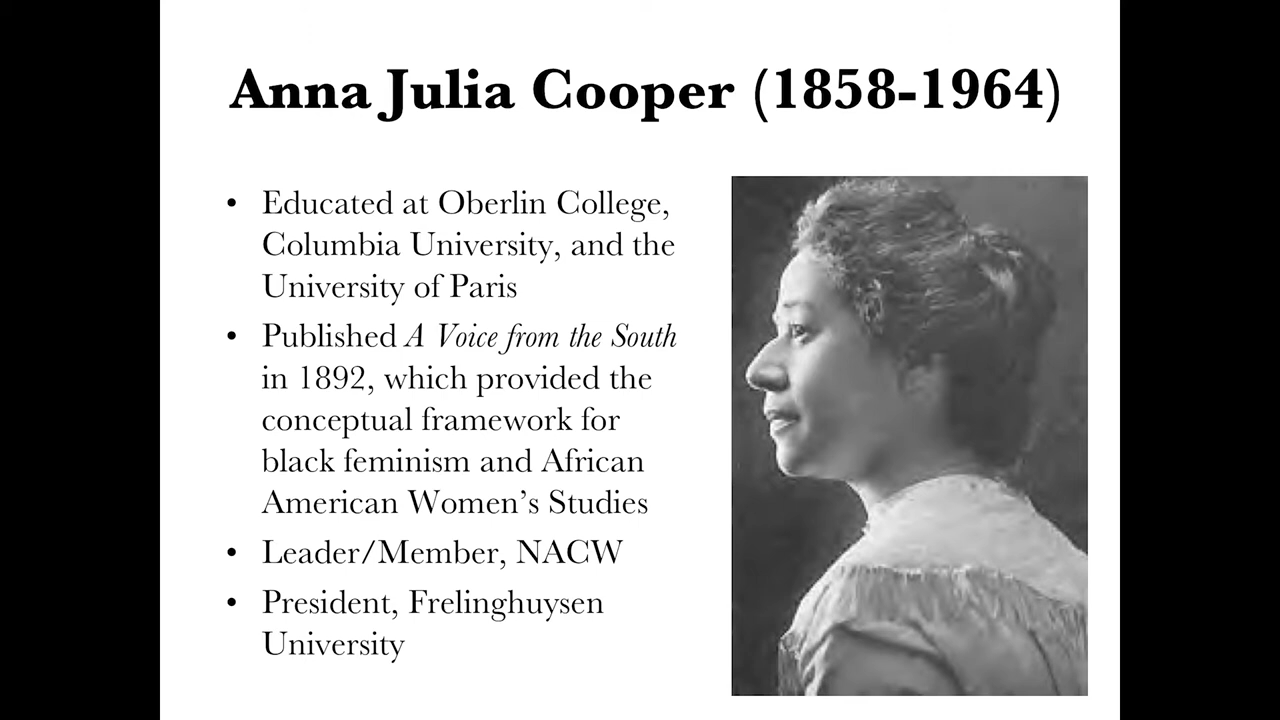 Anna Julia Cooper (1858-1964)
• Educated at Oberlin College,
Columbia University, and the
University of Paris
• Published A Voice from the South
in 1892, which provided the
conceptual framework for
black feminism and African
American Women’s Studies
• Leader/Member, NACW
• President, Frelinghuysen
University